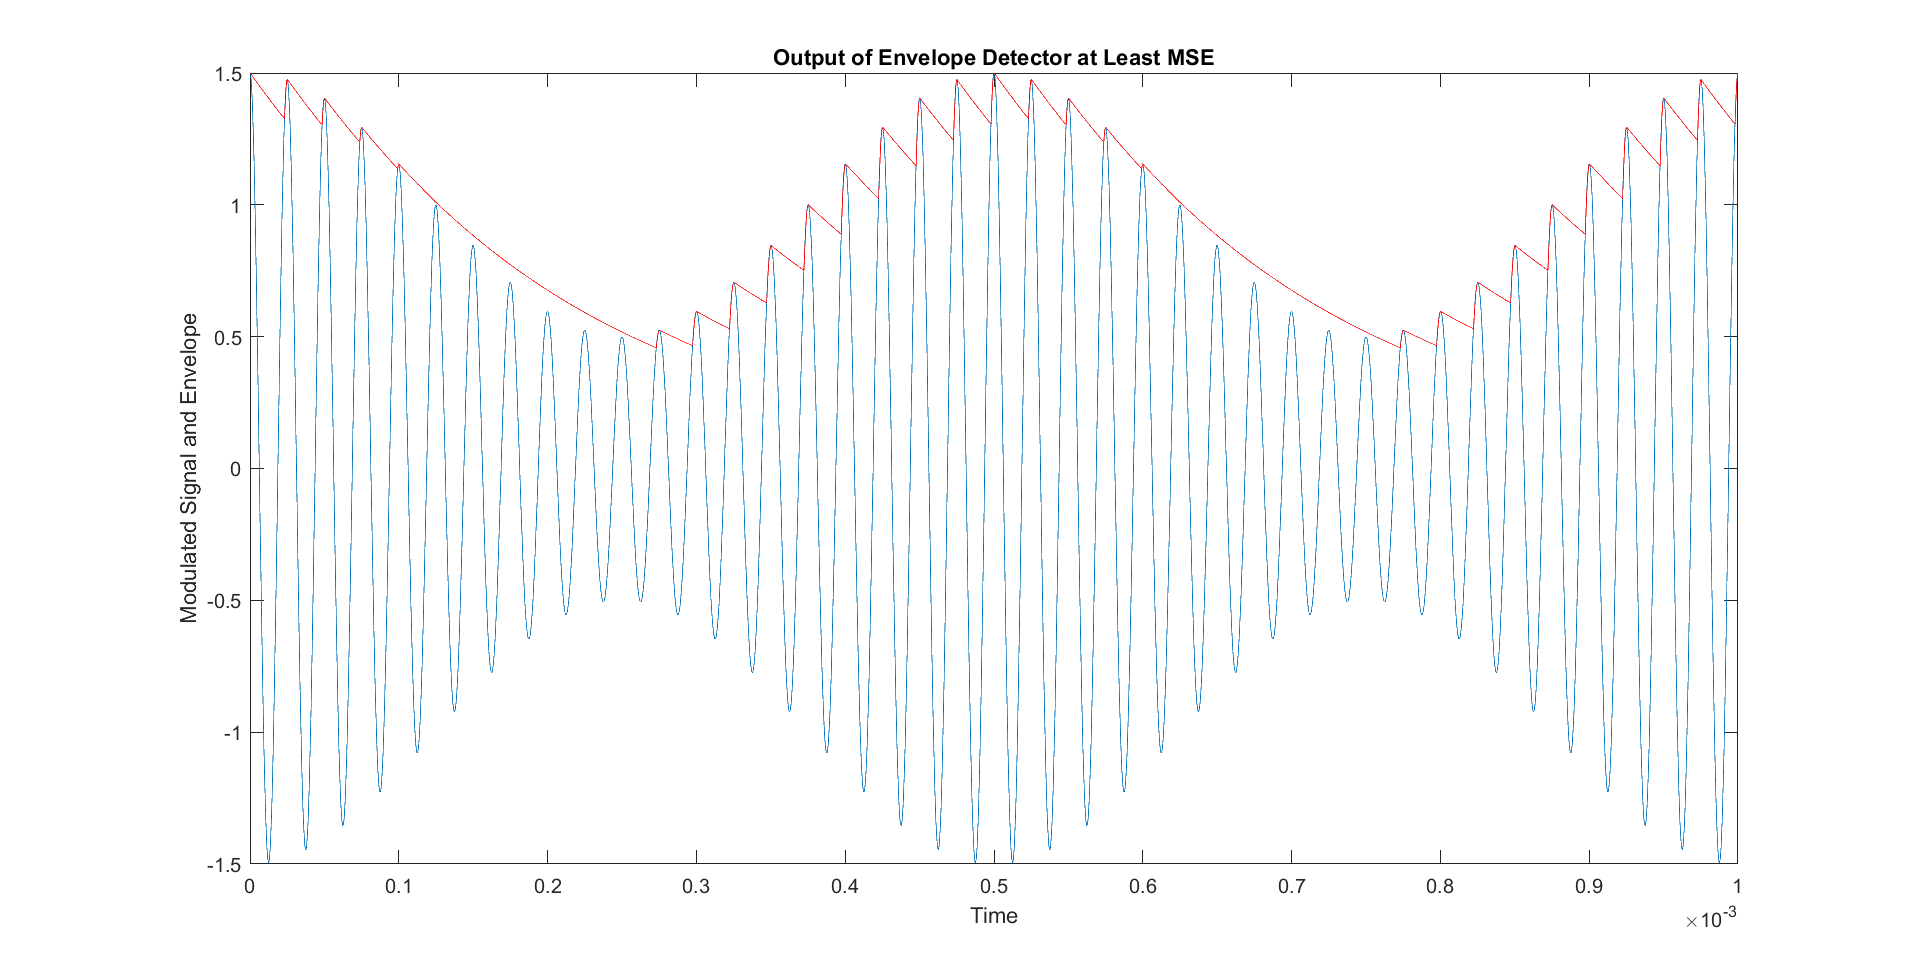 Output of Envelope Detector at Least MSE
Modulated Signal and Envelope
1.5
1
0.5
0
-0.5
-1
-1.5
0 0.1 0.2 0.3 0.4 0.5 0.6 0.7 0.8 0.9 1
Time
×10-3